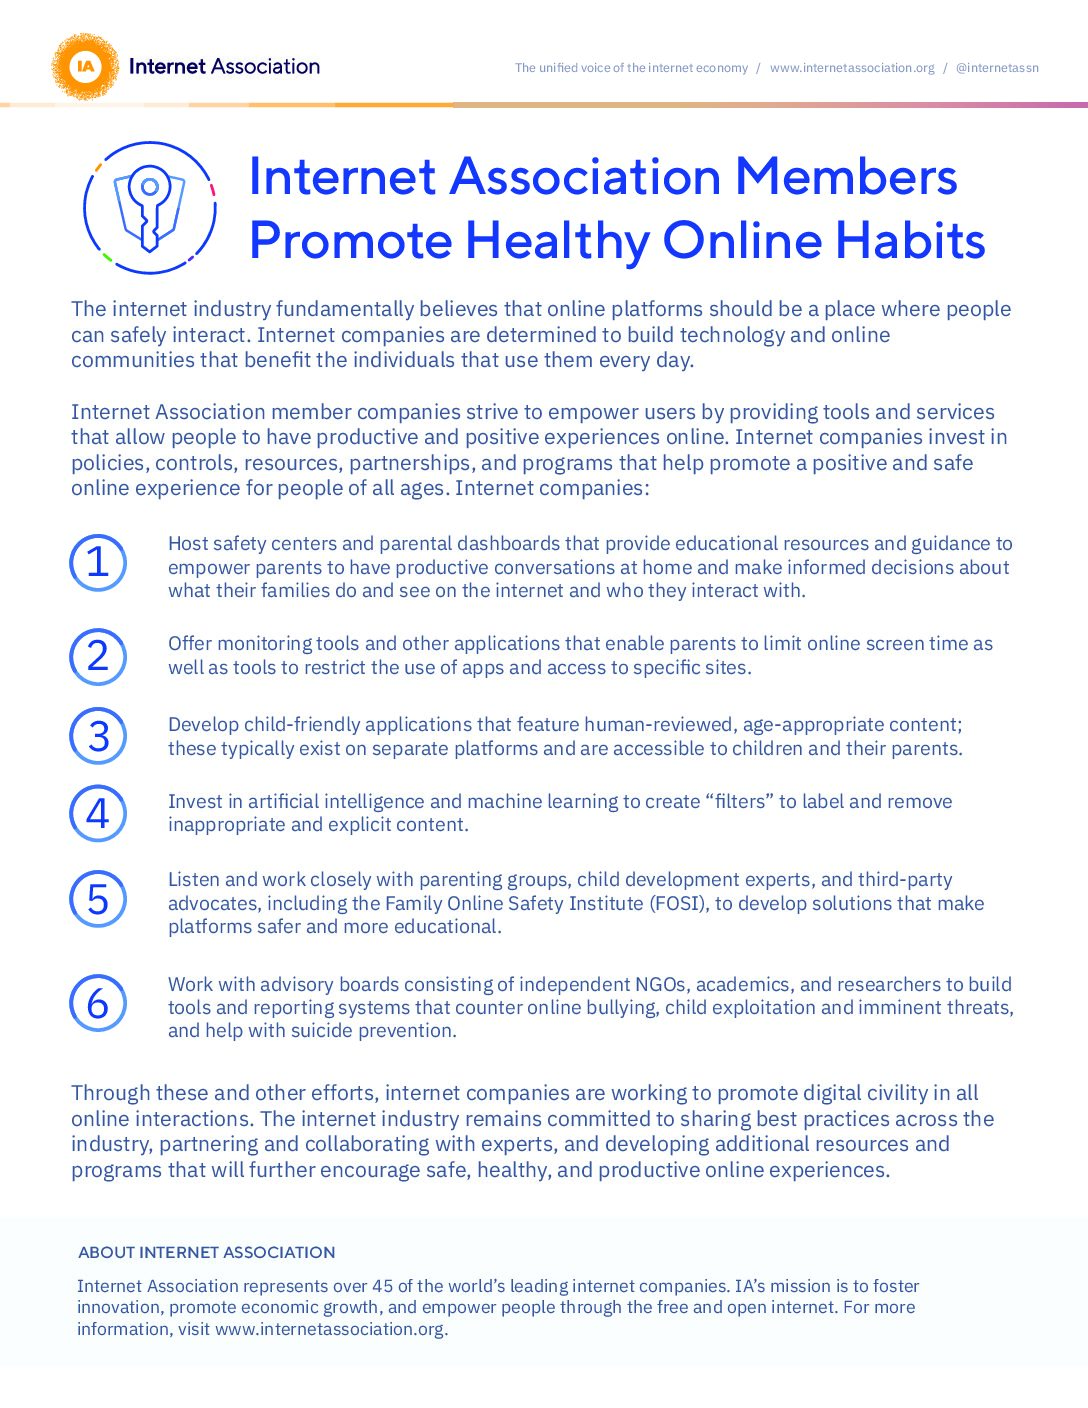 IA Internet Association
The unified voice of the internet economy / www.internetassociation.org / @internetassn
Internet Association Members
Promote Healthy Online Habits
The internet industry fundamentally believes that online platforms should be a place where people
can safely interact. Internet companies are determined to build technology and online
communities that benefit the individuals that use them every day.
Internet Association member companies strive to empower users by providing tools and services
that allow people to have productive and positive experiences online. Internet companies invest in
policies, controls, resources, partnerships, and programs that help promote a positive and safe
online experience for people of all ages. Internet companies:
1
Host safety centers and parental dashboards that provide educational resources and guidance to
empower parents to have productive conversations at home and make informed decisions about
what their families do and see on the internet and who they interact with.
2
Offer monitoring tools and other applications that enable parents to limit online screen time as
well as tools to restrict the use of apps and access to specific sites.
3
Develop child-friendly applications that feature human-reviewed, age-appropriate content;
these typically exist on separate platforms and are accessible to children and their parents.
4
Invest in artificial intelligence and machine learning to create “filters” to label and remove
inappropriate and explicit content.
5
Listen and work closely with parenting groups, child development experts, and third-party
advocates, including the Family Online Safety Institute (FOSI), to develop solutions that make
platforms safer and more educational.
6
Work with advisory boards consisting of independent NGOs, academics, and researchers to build
tools and reporting systems that counter online bullying, child exploitation and imminent threats,
and help with suicide prevention.
Through these and other efforts, internet companies are working to promote digital civility in all
online interactions. The internet industry remains committed to sharing best practices across the
industry, partnering and collaborating with experts, and developing additional resources and
programs that will further encourage safe, healthy, and productive online experiences.
ABOUT INTERNET ASSOCIATION
Internet Association represents over 45 of the world’s leading internet companies. IA’s mission is to foster
innovation, promote economic growth, and empower people through the free and open internet. For more
information, visit www.internetassociation.org.